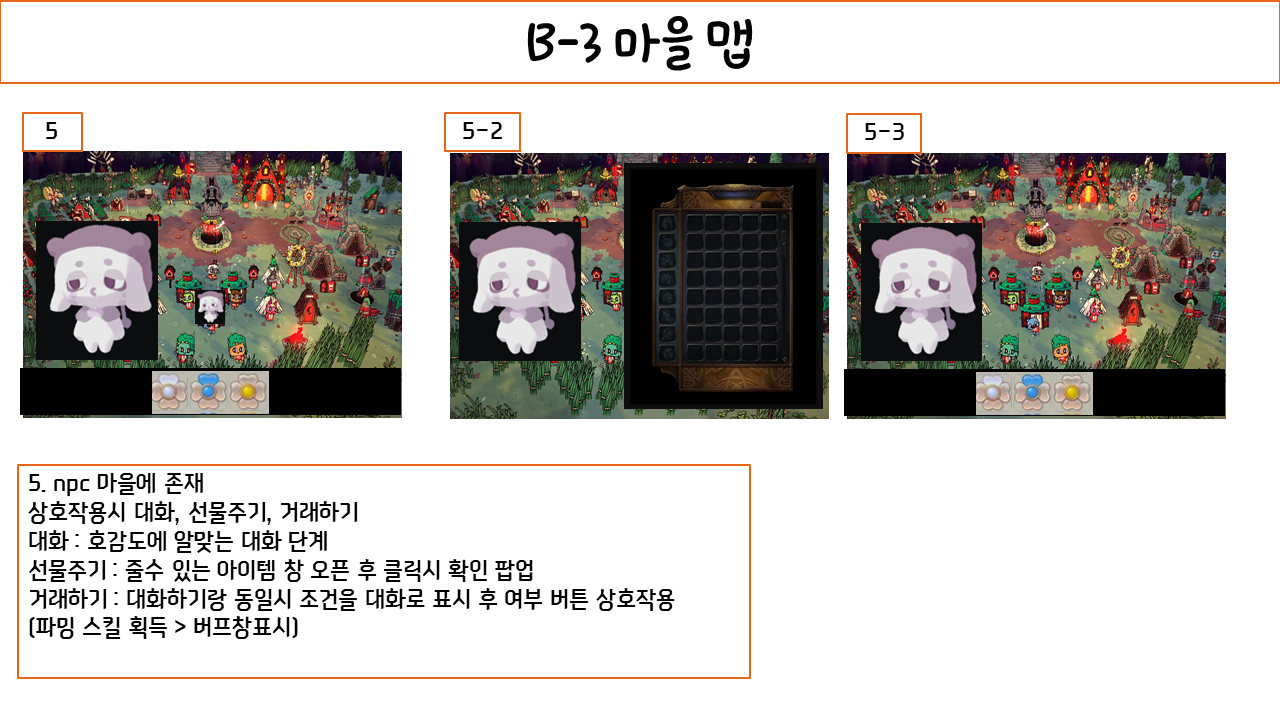 B-3 마을 맵
5
5-2
5-3
5. npc 마을에 존재
상호작용시 대화, 선물주기, 거래하기
대화 : 호감도에 알맞는 대화 단계
선물주기 : 줄수 있는 아이템 창 오픈 후 클릭시 확인 팝업
거래하기 : 대화하기랑 동일시 조건을 대화로 표시 후 여부 버튼 상호작용
(파밍 스킬 획득 > 버프창표시)